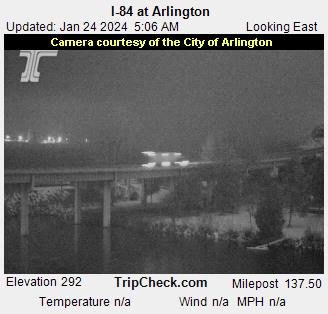 I-84 at Arlington
Updated: Jan 24 2024 5:06 AM Looking East
Camera courtesy of the City of Arlington
Elevation 292 TripCheck.com Milepost 137.50
Temperature n/a Wind n/a MPH n/a